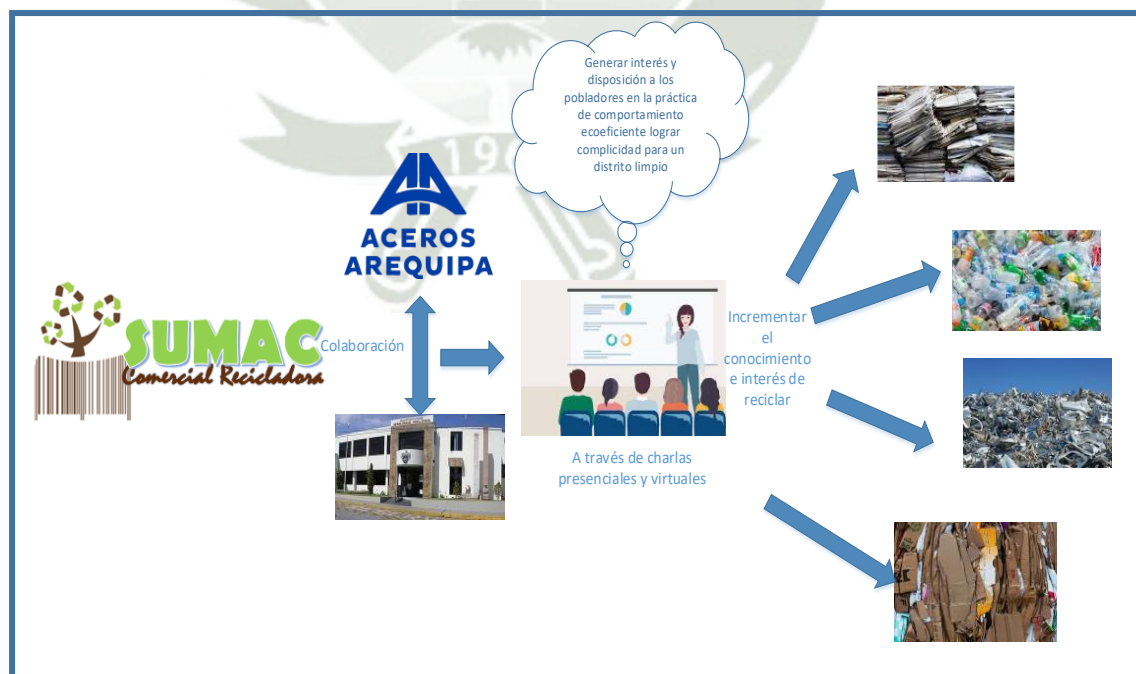 Generar interés y
disposición a los
pobladores en la práctica
de comportamiento
ecoeficiente lograr
complicidad para un
distrito limpio
ACEROS
AREQUIPA
SUMAC
Comercial Recicladora
Colaboración
Incrementar
el
conocimiento
e interés de
reciclar
A través de charlas
presenciales y virtuales